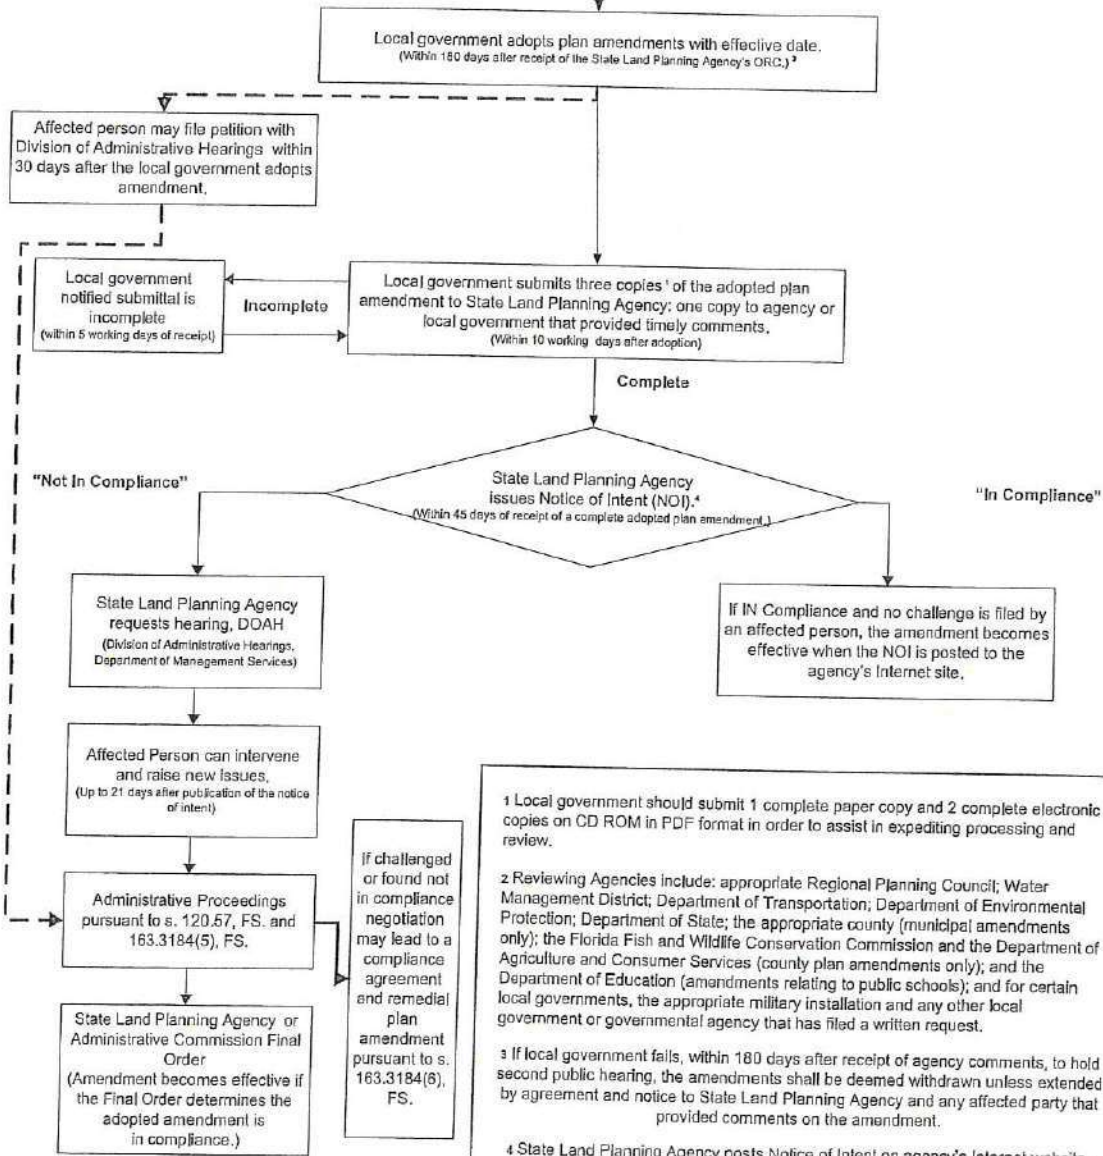 Local government adopts plan amendments with effective date.
(Within 180 days after receipt of the State Land Planning Agency's ORC.) 3
Affected person may file petition with
Division of Administrative Hearings within
30 days after the local government adopts
amendment.
Local government
notified submittal is
incomplete
(within 5 working days of receipt)
Incomplete
Local government submits three copies 1 of the adopted plan
amendment to State Land Planning Agency; one copy to agency or
local government that provided timely comments.
(Within 10 working days after adoption)
Complete
"Not In Compliance"
State Land Planning Agency
issues Notice of Intent (NOI).4
(Within 45 days of receipt of a complete adopted plan amendment.)
"In Compliance"
State Land Planning Agency
requests hearing, DOAH
(Division of Administrative Hearings,
Department of Management Services)
If IN Compliance and no challenge is filed by
an affected person, the amendment becomes
effective when the NOI is posted to the
agency's Internet site.
Affected Person can intervene
and raise new issues.
(Up to 21 days after publication of the notice
of intent)
Administrative Proceedings
pursuant to s. 120.57, FS. and
163.3184(5), FS.
If challenged
or found not
in compliance
negotiation
may lead to a
compliance
agreement
and remedial
plan
amendment
pursuant to s.
163.3184(6),
FS.
State Land Planning Agency or
Administrative Commission Final
Order
(Amendment becomes effective if
the Final Order determines the
adopted amendment is
in compliance.)
1 Local government should submit 1 complete paper copy and 2 complete electronic
copies on CD ROM in PDF format in order to assist in expediting processing and
review.
2 Reviewing Agencies include: appropriate Regional Planning Council; Water
Management District; Department of Transportation; Department of Environmental
Protection; Department of State; the appropriate county (municipal amendments
only); the Florida Fish and Wildlife Conservation Commission and the Department of
Agriculture and Consumer Services (county plan amendments only); and the
Department of Education (amendments relating to public schools); and for certain
local governments, the appropriate military installation and any other local
government or governmental agency that has filed a written request.
3 If local government fails, within 180 days after receipt of agency comments, to hold
second public hearing, the amendments shall be deemed withdrawn unless extended
by agreement and notice to State Land Planning Agency and any affected party that
provided comments on the amendment.
4 State Land Planning Agency posts Notice of Intent on agency's Internet website